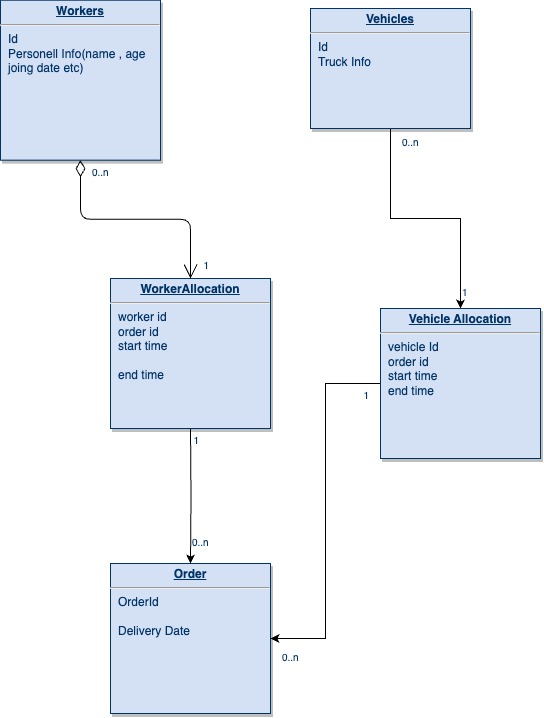 Workers
Id
Personell Info(name , age
joing date etc)
0..n
Vehicles
Id
Truck Info
0..n
1
WorkerAllocation
worker id
order id
start time
end time
1
1
Vehicle Allocation
vehicle Id
order id
start time
end time
1
0..n
Order
OrderId
Delivery Date
0..n